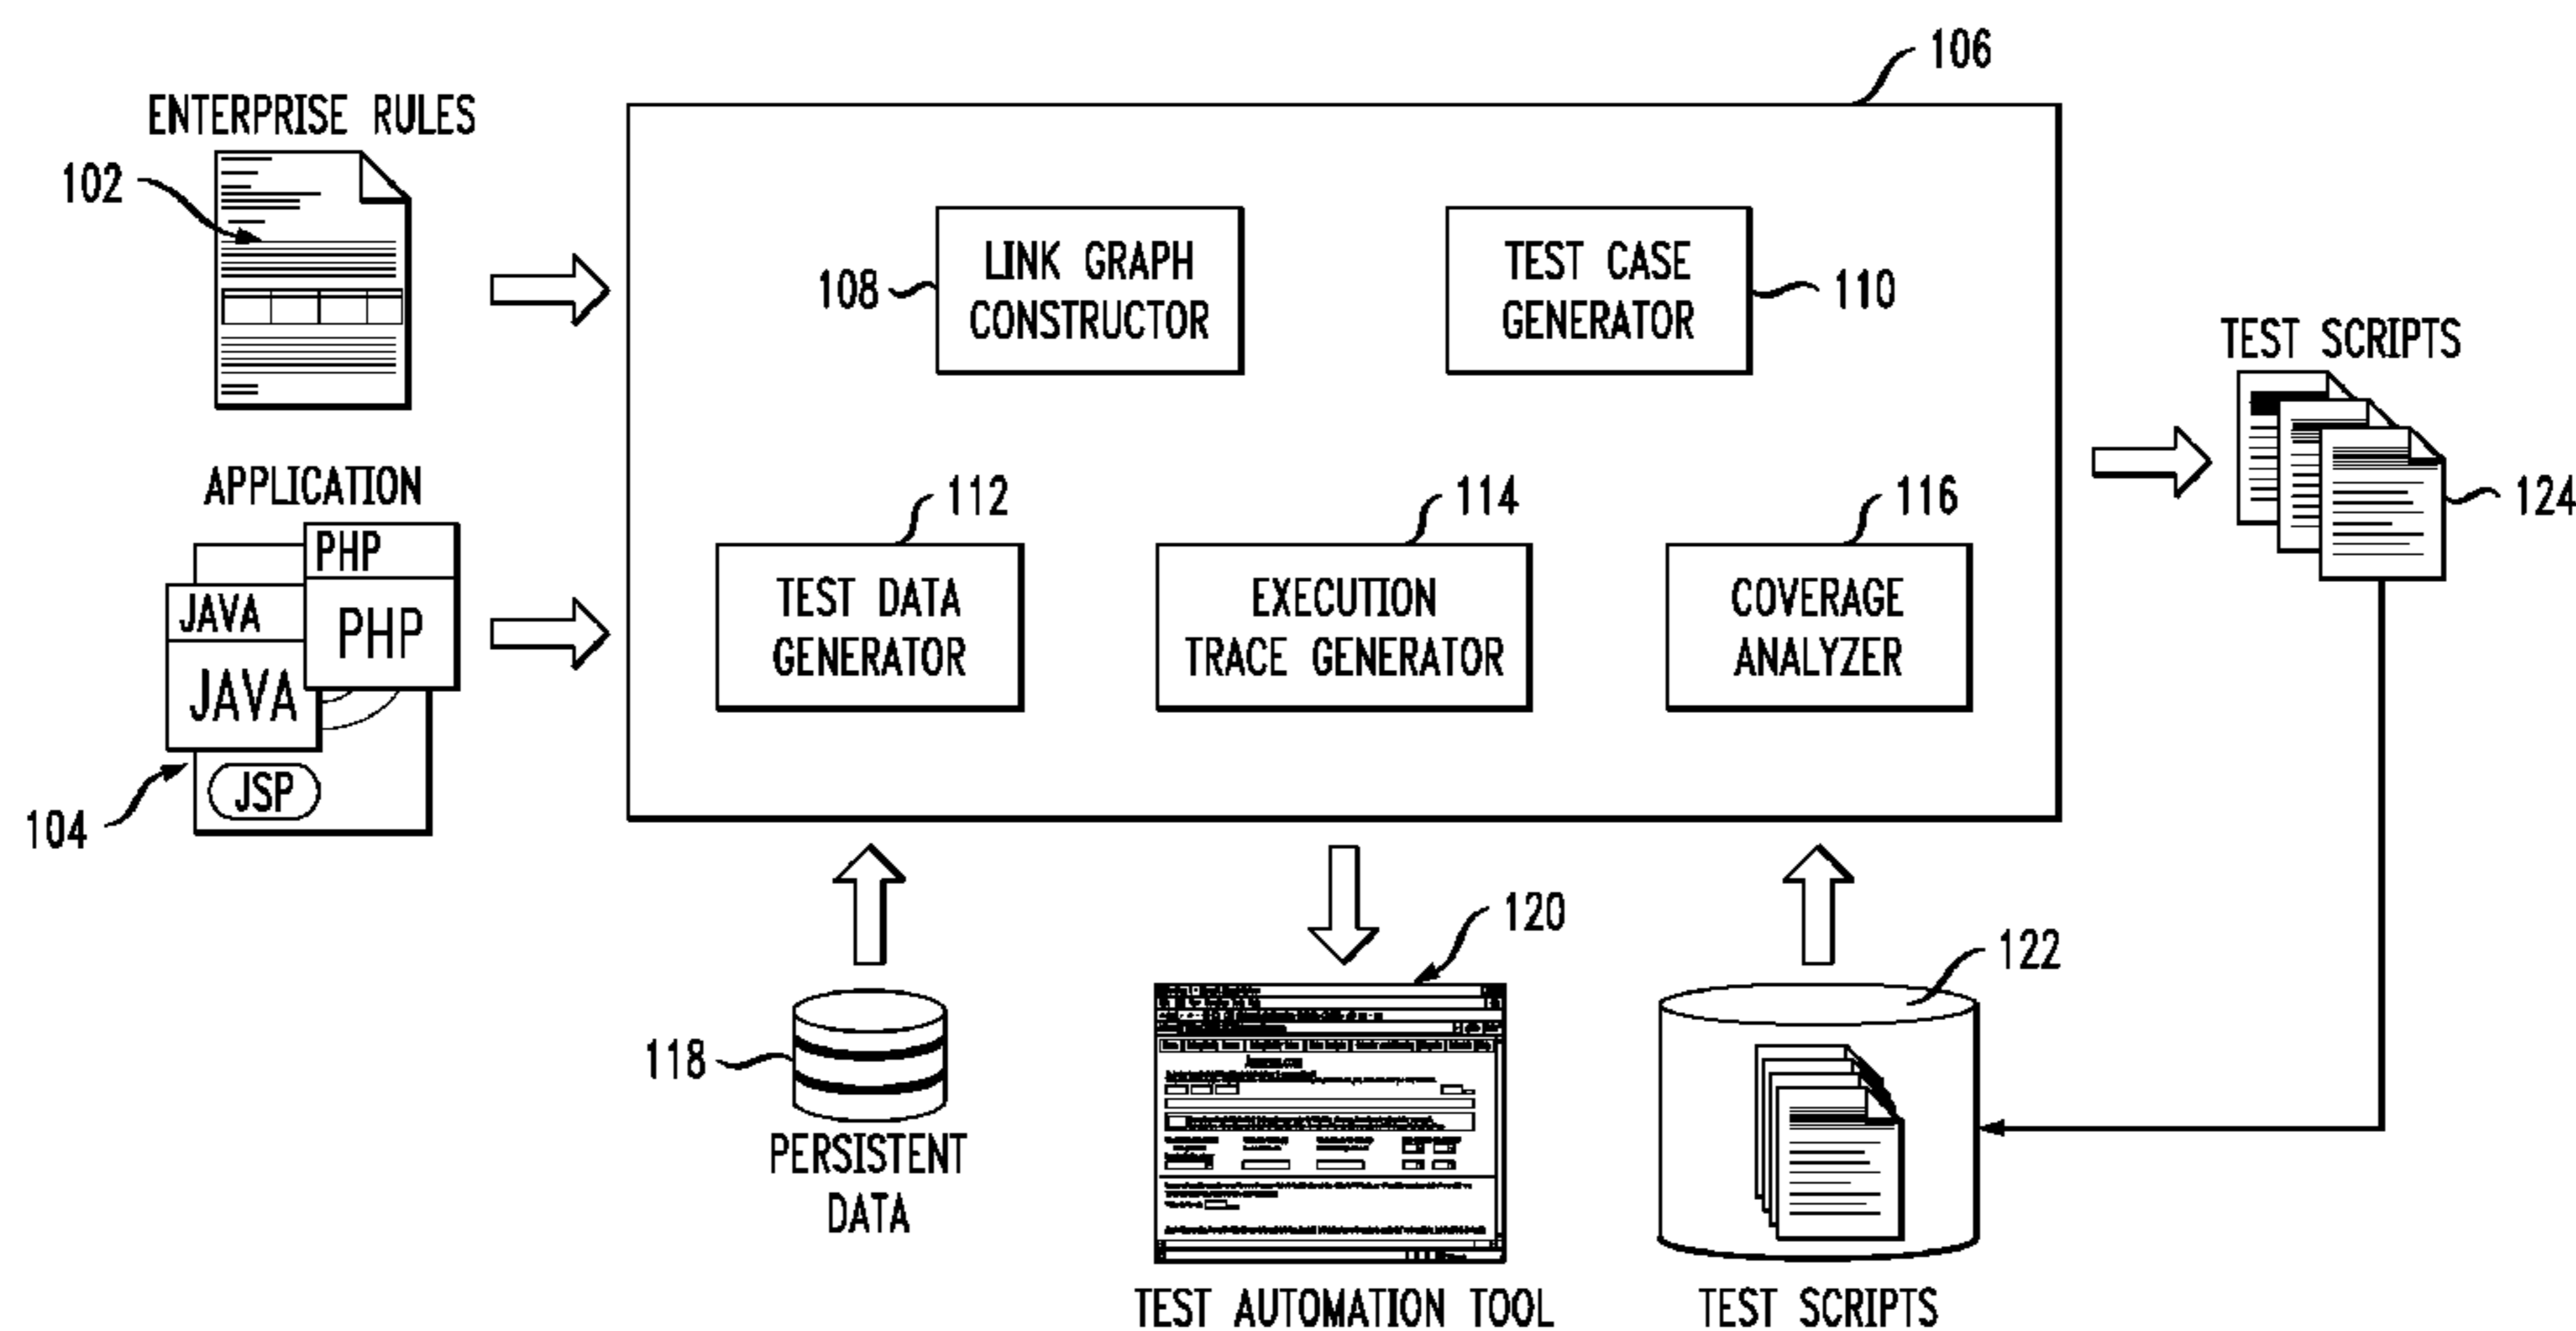 106
ENTERPRISE RULES
102
LINK GRAPH
CONSTRUCTOR
108
TEST CASE
GENERATOR
110
TEST SCRIPTS
124
APPLICATION
PHP
PHP
JAVA
JAVA
JSP
104
112
TEST DATA
GENERATOR
114
EXECUTION
TRACE GENERATOR
116
COVERAGE
ANALYZER
118
PERSISTENT
DATA
120
TEST AUTOMATION TOOL
122
TEST SCRIPTS